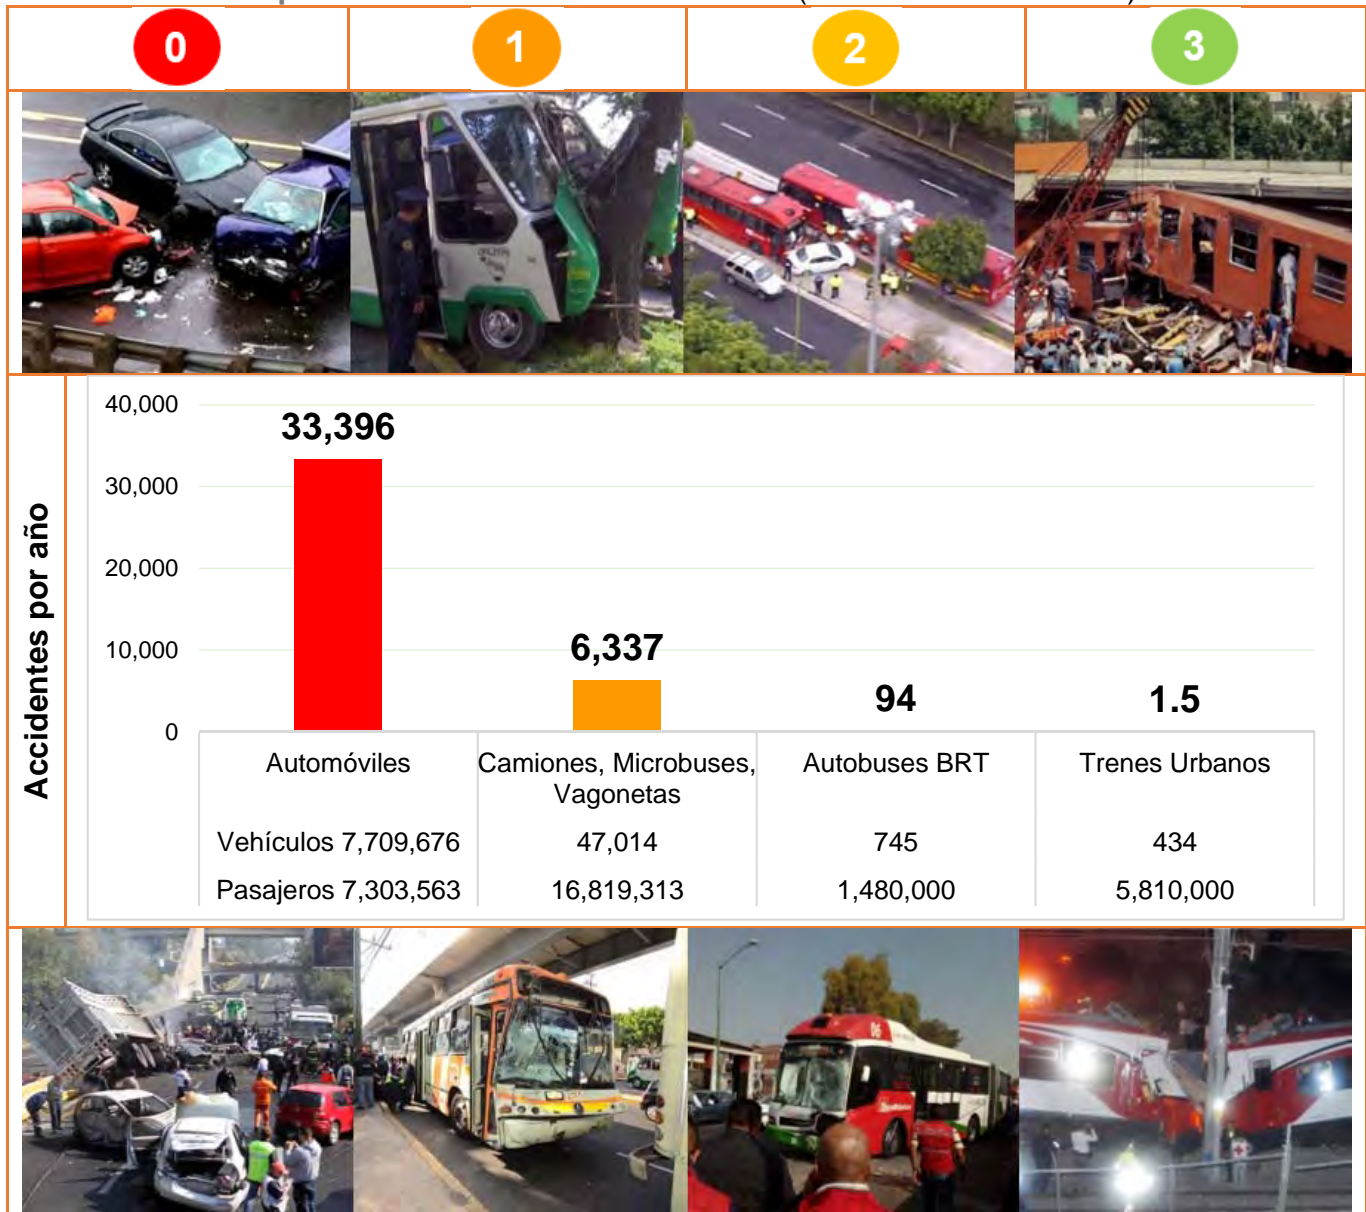 0 1 2 3
40,000
33,396
30,000
20,000
10,000
6,337
94
1.5
0
Accidentes por año
Automóviles
Camiones, Microbuses,
Vagonetas
Autobuses BRT
Trenes Urbanos
Vehículos 7,709,676 47,014 745 434
Pasajeros 7,303,563 16,819,313 1,480,000 5,810,000